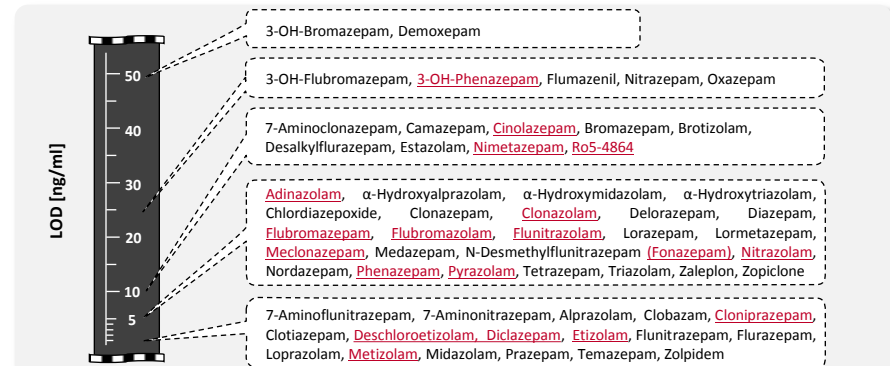 3-OH-Bromazepam, Demoxepam
50
3-OH-Flubromazepam, 3-OH-Phenazepam, Flumazenil, Nitrazepam, Oxazepam
40
7-Aminoclonazepam, Camazepam, Cinolazepam, Bromazepam, Brotizolam,
Desalkylflurazepam, Estazolam, Nimetazepam, Ro5-4864
30
LOD [ng/ml]
20
Adinazolam, α-Hydroxyalprazolam, α-Hydroxymidazolam, α-Hydroxytriazolam,
Chlordiazepoxide, Clonazepam, Clonazolam, Delorazepam, Diazepam,
Flubromazepam, Flubromazolam, Flunitrazolam, Lorazepam, Lormetazepam,
Meclonazepam, Medazepam, N-Desmethylflunitrazepam (Fonazepam), Nitrazolam,
Nordazepam, Phenazepam, Pyrazolam, Tetrazepam, Triazolam, Zaleplon, Zopiclone
10
5
7-Aminoflunitrazepam, 7-Aminonitrazepam, Alprazolam, Clobazam, Cloniprazepam,
Clotiazepam, Deschloroetizolam, Diclazepam, Etizolam, Flunitrazepam, Flurazepam,
Loprazolam, Metizolam, Midazolam, Prazepam, Temazepam, Zolpidem